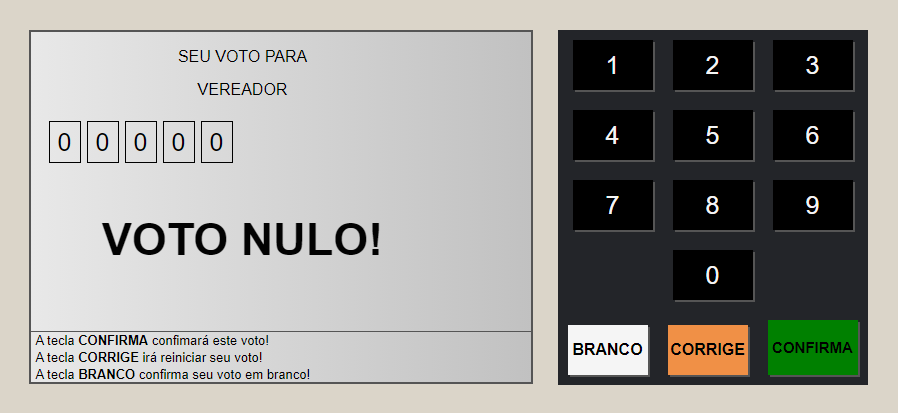 SEU VOTO PARA
VEREADOR
0 0 0 0 0
VOTO NULO!
A tecla CONFIRMA confimará este voto!
A tecla CORRIGE irá reiniciar seu voto!
A tecla BRANCO confirma seu voto em branco!
1 2 3
4 5 6
7 8 9
0
BRANCO CORRIGE CONFIRMA